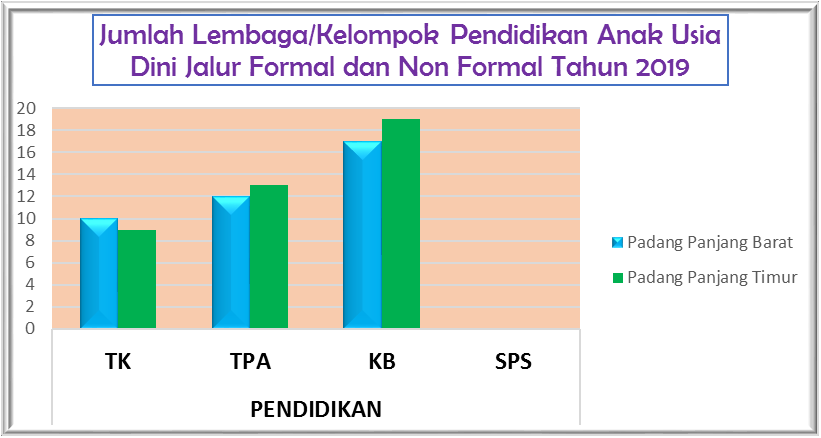 Jumlah Lembaga/Kelompok Pendidikan Anak Usia
Dini Jalur Formal dan Non Formal Tahun 2019
20
18
16
14
12
10
8
6
4
2
0
TK TPA KB SPS
PENDIDIKAN
Padang Panjang Barat
Padang Panjang Timur